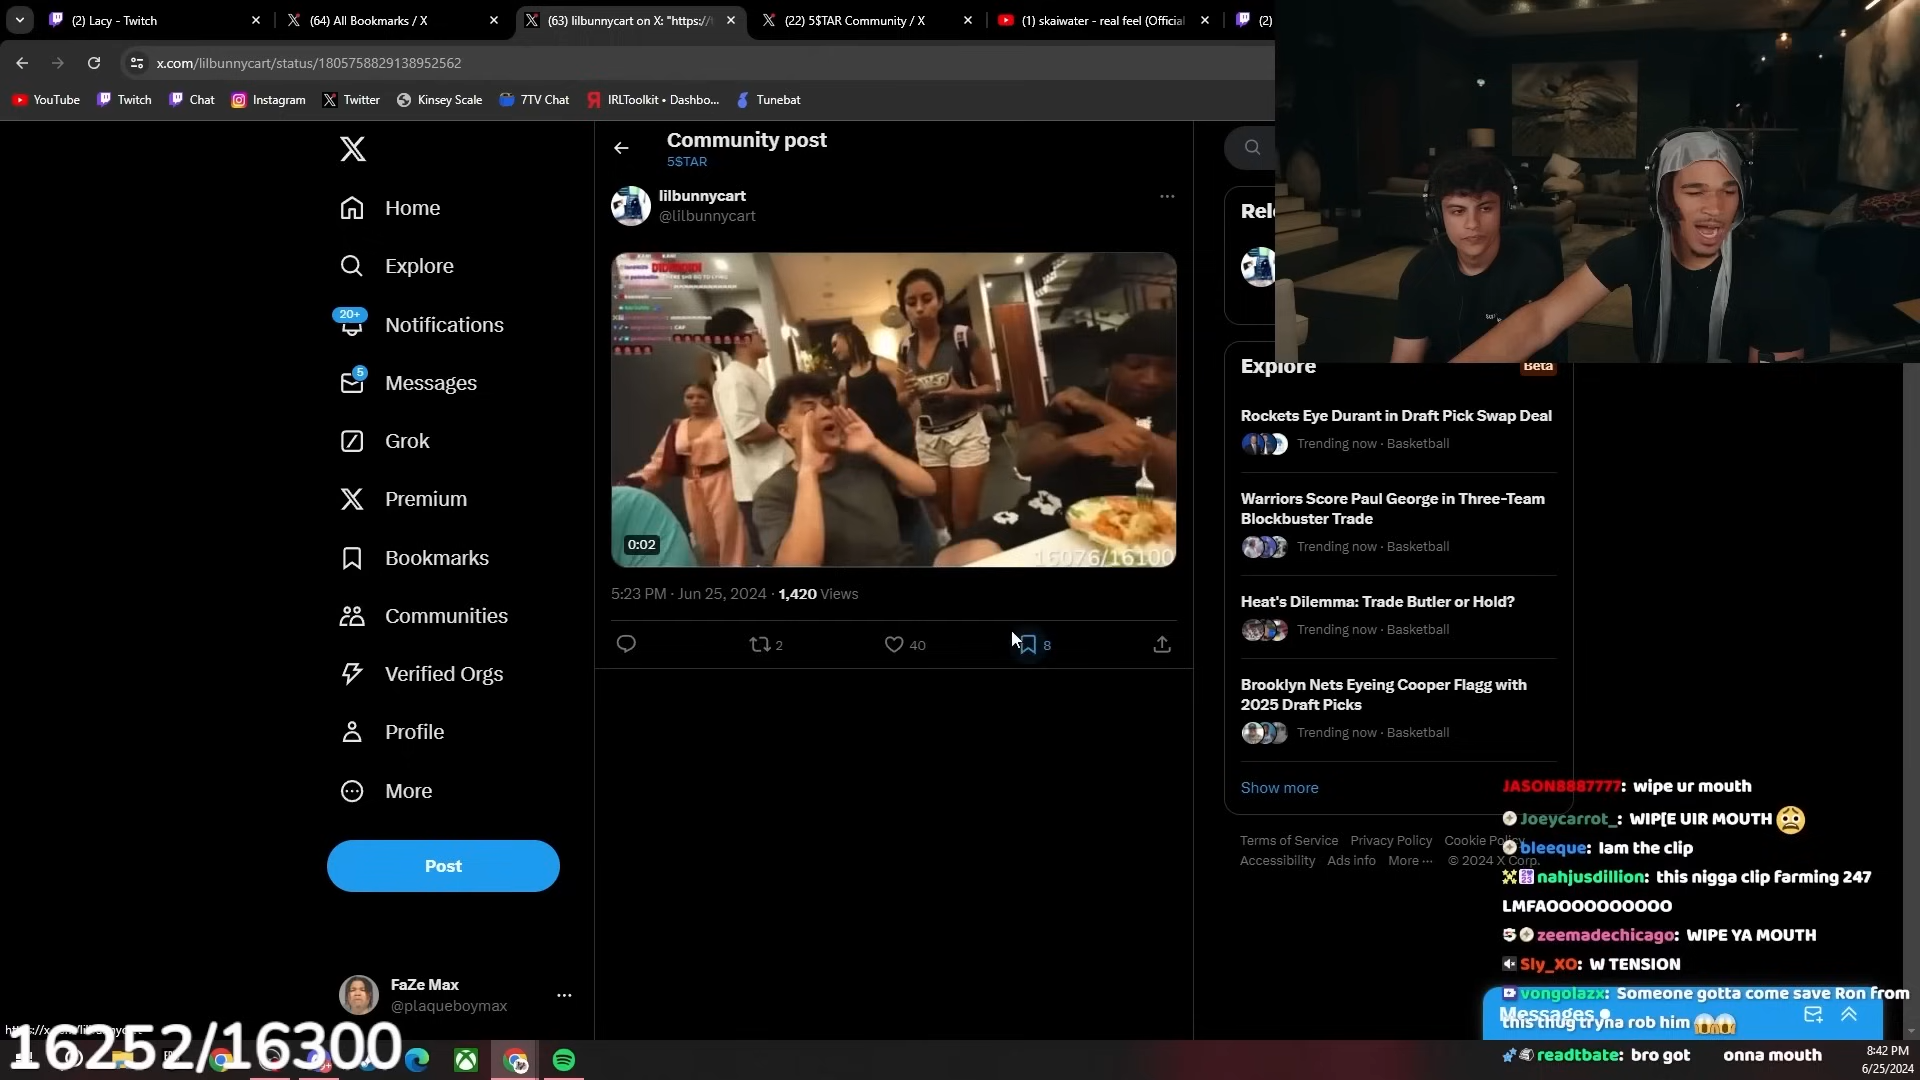 (2) Lacy - Twitch
(64) All Bookmarks / X
(63) lilbunnycart on X: "https://
(22) 5$TAR Community / X
(1) skaiwater - real feel (Official
(2)
x.com/lilbunnycart/status/1805758829138952562
YouTube
Twitch
Chat
Instagram
Twitter
Kinsey Scale
7TV Chat
IRLToolkit • Dashbo...
Tunebat
Home
Explore
20+
Notifications
5
Messages
Grok
Premium
Bookmarks
Communities
Verified Orgs
Profile
More
Post
FaZe Max
@plaqueboymax
Community post
5$TAR
lilbunnycart
@lilbunnycart
CAP
0:02
16076/16100
5:23 PM · Jun 25, 2024 · 1,420 Views
2
40
8
Rele
Explore
Beta
Rockets Eye Durant in Draft Pick Swap Deal
Trending now · Basketball
Warriors Score Paul George in Three-Team
Blockbuster Trade
Trending now · Basketball
Heat's Dilemma: Trade Butler or Hold?
Trending now · Basketball
Brooklyn Nets Eyeing Cooper Flagg with
2025 Draft Picks
Trending now · Basketball
Show more
Terms of Service Privacy Policy Cookie Policy
Accessibility Ads info More ··· © 2024 X Corp.
JASON8887777: wipe ur mouth
Joeycarrot_: WIP[E UIR MOUTH
bleeque: Iam the clip
nahjusdillion: this nigga clip farming 247
LMFAOOOOOOOOOO
zeemadechicago: WIPE YA MOUTH
Sly_XO: W TENSION
vongolazx: Someone gotta come save Ron from
this thug tryna rob him
Messages
readtbate: bro got onna mouth
16252/16300
8:42 PM
6/25/2024